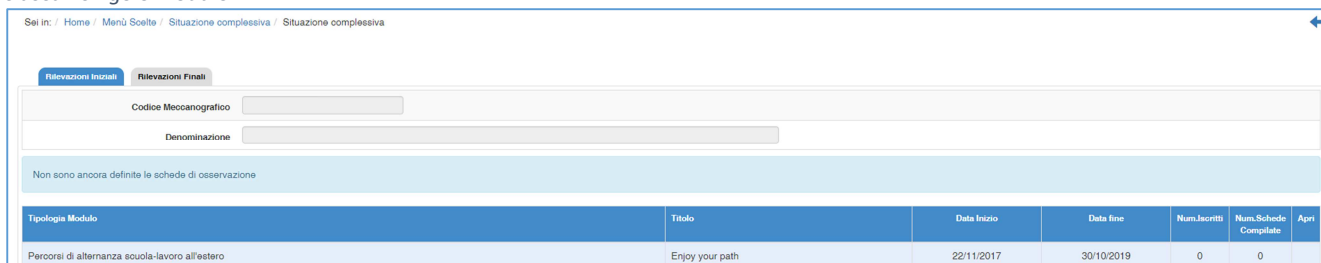 Sei in: / Home / Menù Scelte / Situazione complessiva / Situazione complessiva
Rilevazioni Iniziali Rilevazioni Finali
Codice Meccanografico
Denominazione
Non sono ancora definite le schede di osservazione
Tipologia Modulo Titolo Data Inizio Data fine Num.Iscritti Num.Schede Compilate Apri
Percorsi di alternanza scuola-lavoro all'estero Enjoy your path 22/11/2017 30/10/2019 0 0